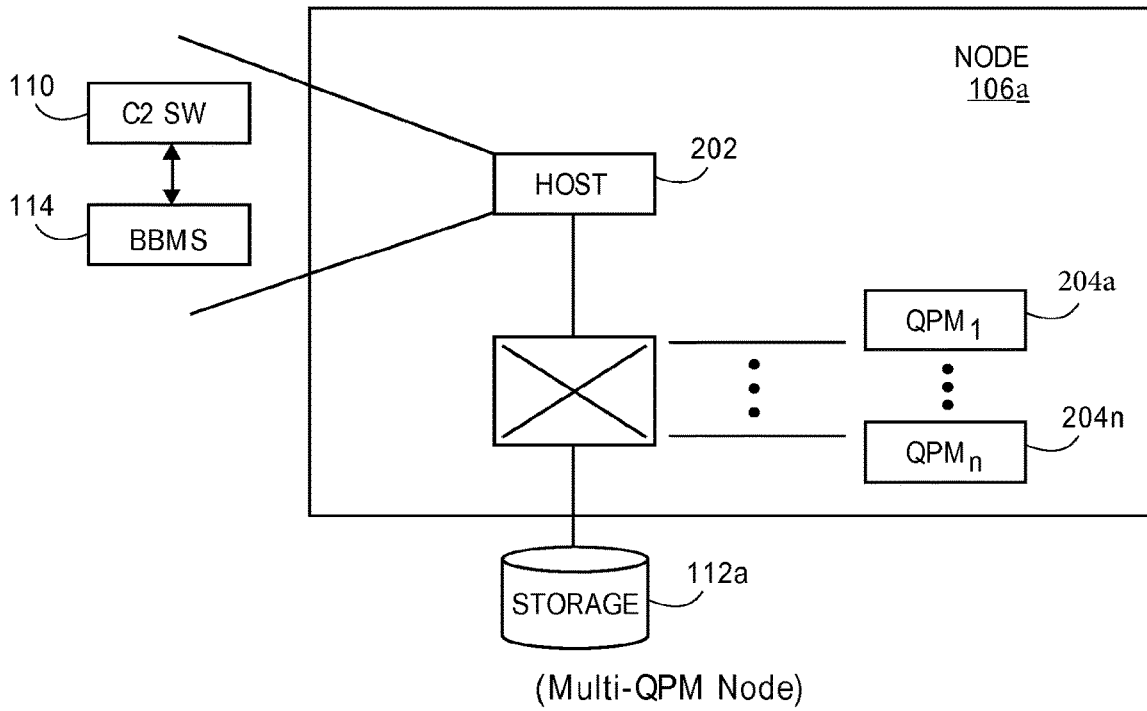 NODE
106a
110
C2 SW
202
HOST
114
BBMS
204a
QPM1
204n
QPMn
112a
STORAGE
(Multi-QPM Node)